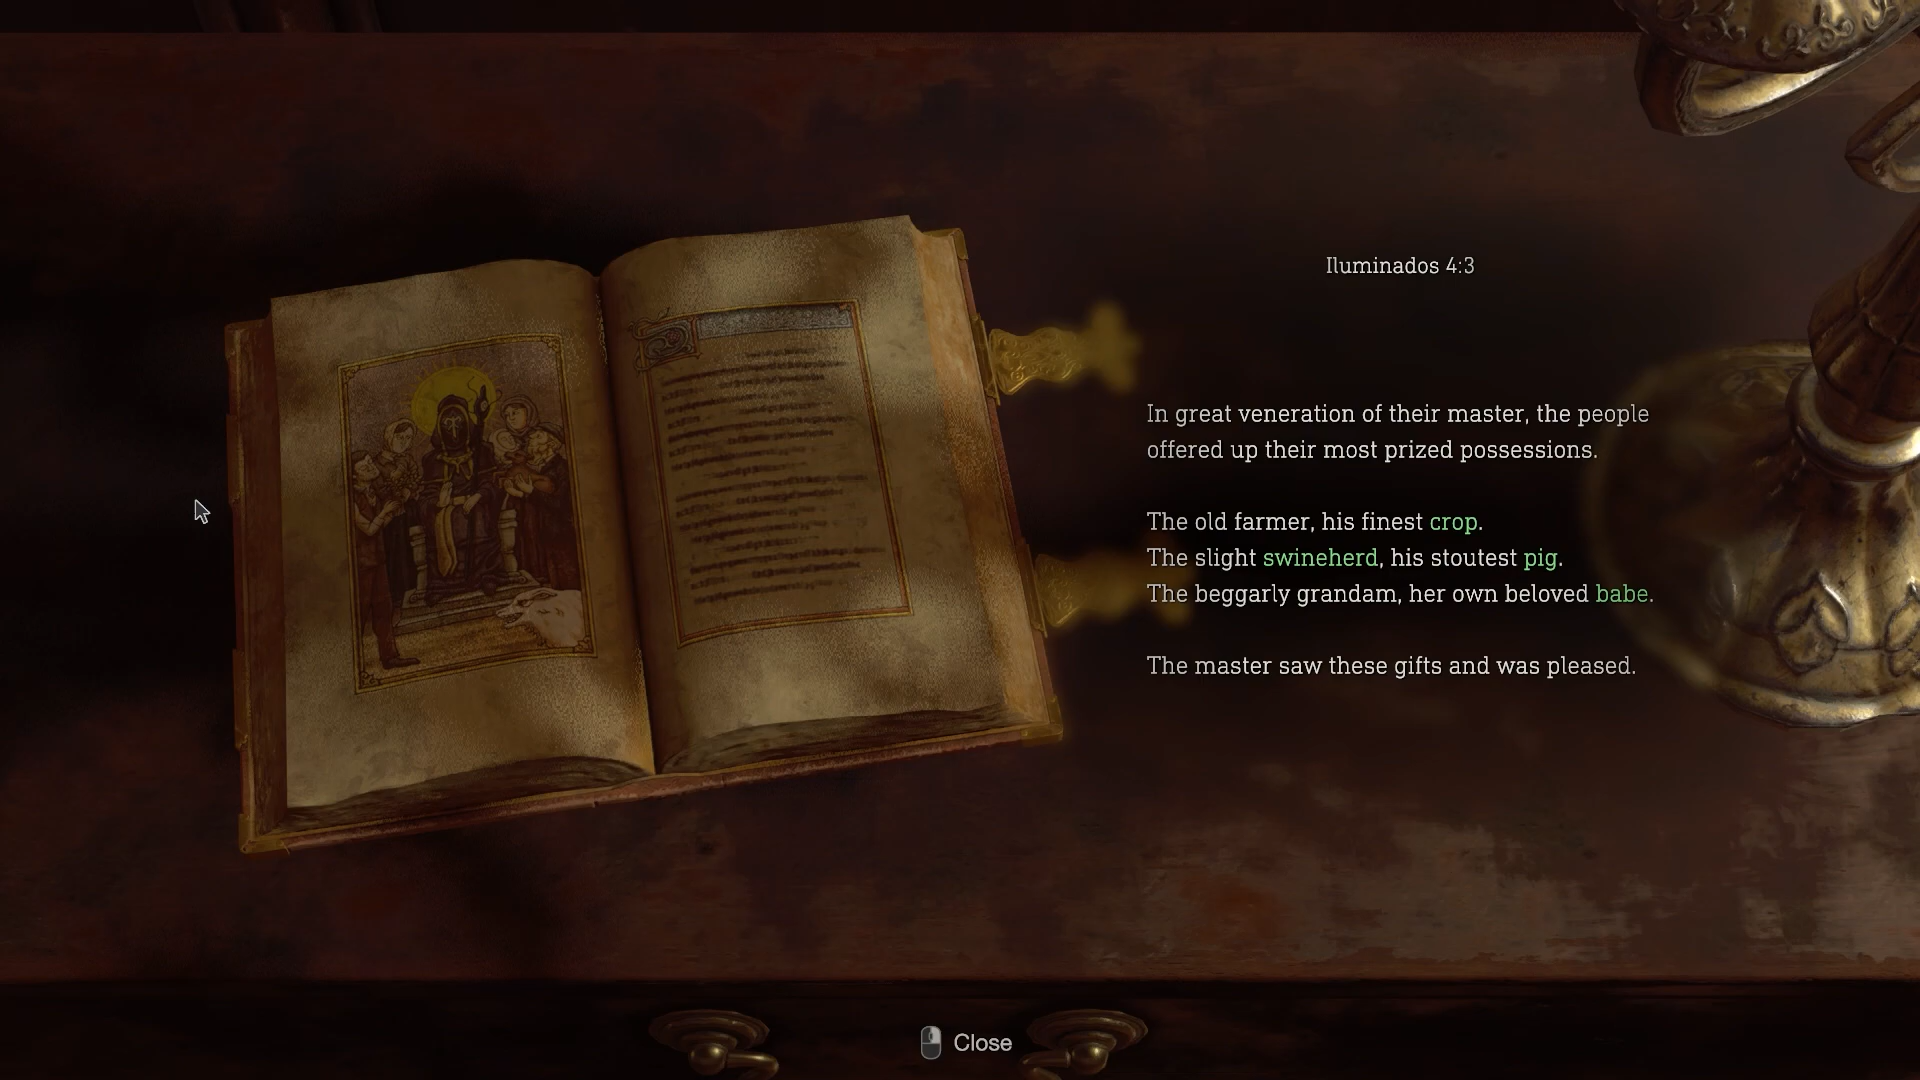 Iluminados 4:3
In great veneration of their master, the people
offered up their most prized possessions.
The old farmer, his finest crop.
The slight swineherd, his stoutest pig.
The beggarly grandam, her own beloved babe.
The master saw these gifts and was pleased.
Close